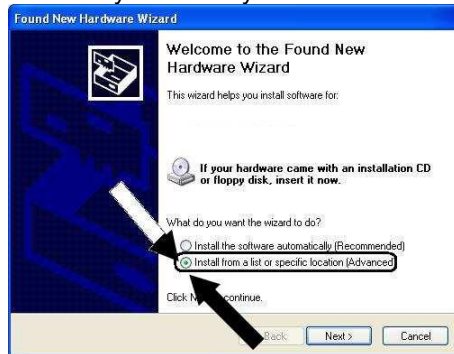 Found New Hardware Wizard
Welcome to the Found New
Hardware Wizard
This wizard helps you install software for:
If your hardware came with an installation CD
or floppy disk, insert it now.
What do you want the wizard to do?
Install the software automatically (Recommended)
Install from a list or specific location (Advanced
Click continue.
Back Next > Cancel